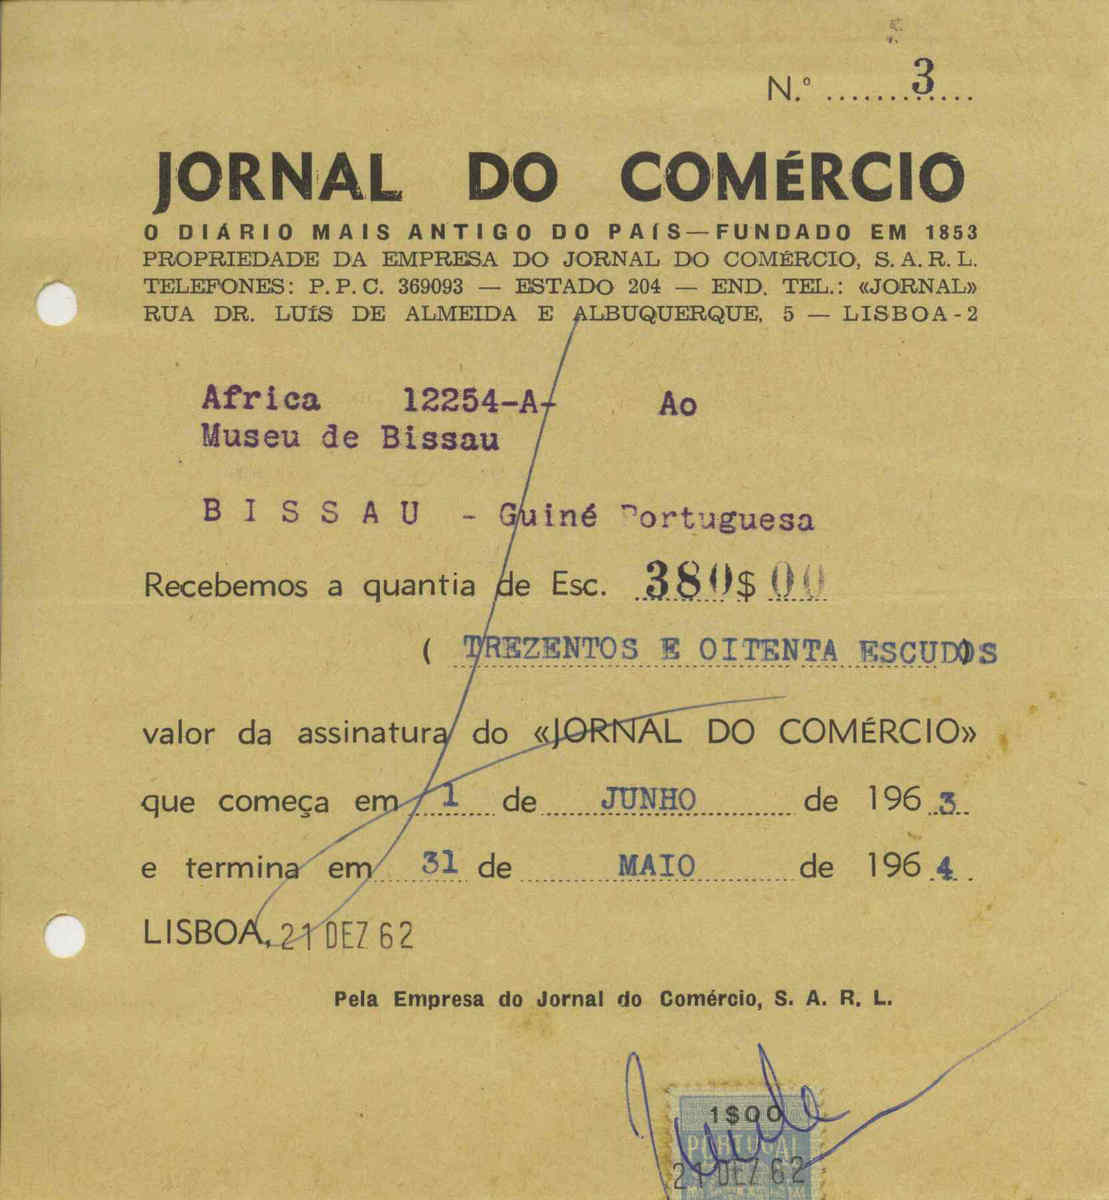 N.º 3
JORNAL DO COMÉRCIO
O DIÁRIO MAIS ANTIGO DO PAÍS—FUNDADO EM 1853
PROPRIEDADE DA EMPRESA DO JORNAL DO COMÉRCIO, S. A. R. L.
TELEFONES: P. P. C. 369093 — ESTADO 204 — END. TEL.: «JORNAL»
RUA DR. LUÍS DE ALMEIDA E ALBUQUERQUE, 5 — LISBOA-2
Africa 12254-A- Ao
Museu de Bissau
BISSAU - Guiné Portuguesa
Recebemos a quantia de Esc. 380$00
( TREZENTOS E OITENTA ESCUDOS
valor da assinatura do «JORNAL DO COMÉRCIO»
que começa em 1 de JUNHO de 1963
e termina em 31 de MAIO de 1964
LISBOA, 21 DEZ 62
Pela Empresa do Jornal do Comércio, S. A. R. L.
1$00
PORTUGAL
21 DEZ 62